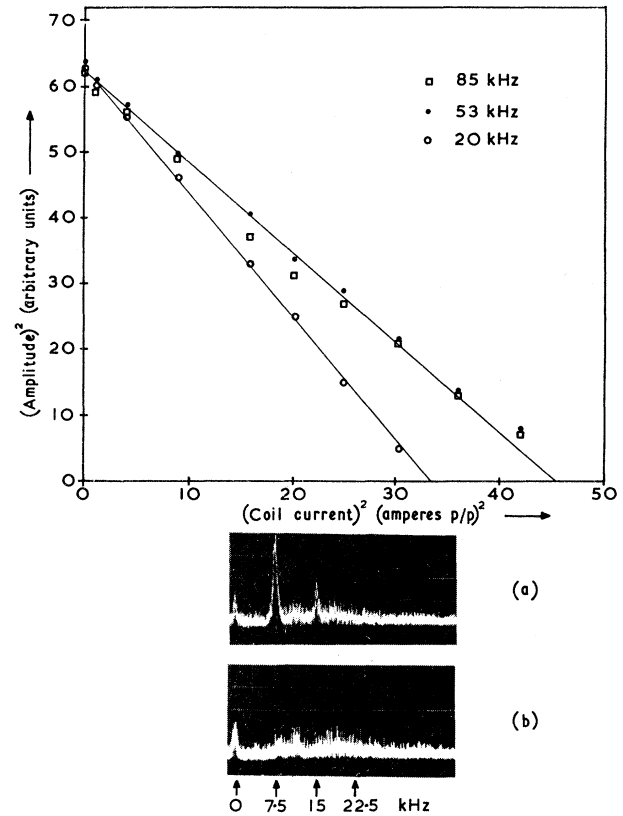 70
60
50
40
30
20
10
0
(Amplitude)² (arbitrary units)
85 kHz
53 kHz
20 kHz
0 10 20 30 40 50
(Coil current)² (amperes p/p)²
(a)
(b)
0 7·5 15 22·5 kHz